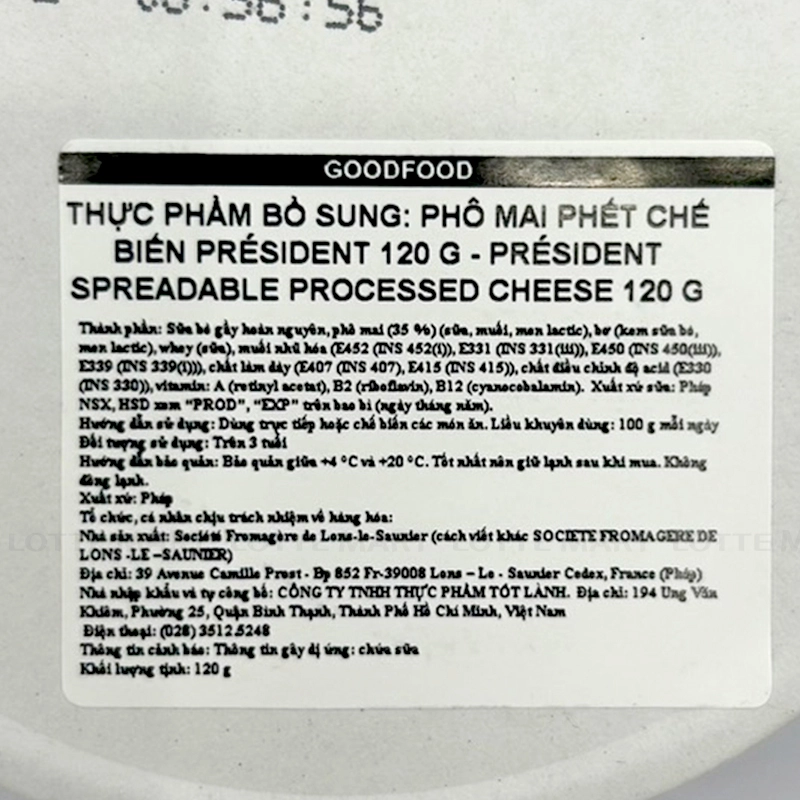 :56:56
GOODFOOD
THỰC PHẨM BỔ SUNG: PHÔ MAI PHẾT CHẾ
BIẾN PRÉSIDENT 120 G - PRÉSIDENT
SPREADABLE PROCESSED CHEESE 120 G
Thành phần: Sữa bò gầy hoàn nguyên, phô mai (35 %) (sữa, muối, men lactic), bơ (kem sữa bò,
men lactic), whey (sữa), muối nhũ hóa (E452 (INS 452(i)), E331 (INS 331(iii)), E450 (INS 450(iii)),
E339 (INS 339(i))), chất làm dày (E407 (INS 407), E415 (INS 415)), chất điều chỉnh độ acid (E330
(INS 330)), vitamin: A (retinyl acetat), B2 (riboflavin), B12 (cyanocobalamin). Xuất xứ sữa: Pháp
NSX, HSD xem “PROD”, “EXP” trên bao bì (ngày tháng năm).
Hướng dẫn sử dụng: Dùng trực tiếp hoặc chế biến các món ăn. Liều khuyên dùng: 100 g mỗi ngày
Đối tượng sử dụng: Trên 3 tuổi
Hướng dẫn bảo quản: Bảo quản giữa +4 °C và +20 °C. Tốt nhất nên giữ lạnh sau khi mua. Không
đông lạnh.
Xuất xứ: Pháp
Tổ chức, cá nhân chịu trách nhiệm về hàng hóa:
Nhà sản xuất: Société Fromagère de Lons-le-Saunier (cách viết khác SOCIETE FROMAGERE DE
LONS -LE –SAUNIER)
Địa chỉ: 39 Avenue Camille Prost - Bp 852 Fr-39008 Lons – Le - Saunier Cedex, France (Pháp)
Nhà nhập khẩu và tự công bố: CÔNG TY TNHH THỰC PHẨM TỐT LÀNH. Địa chỉ: 194 Ung Văn
Khiêm, Phường 25, Quận Bình Thạnh, Thành Phố Hồ Chí Minh, Việt Nam
Điện thoại: (028) 3512.5248
Thông tin cảnh báo: Thông tin gây dị ứng: chứa sữa
Khối lượng tịnh: 120 g
LOTTE MART LOTTE MART